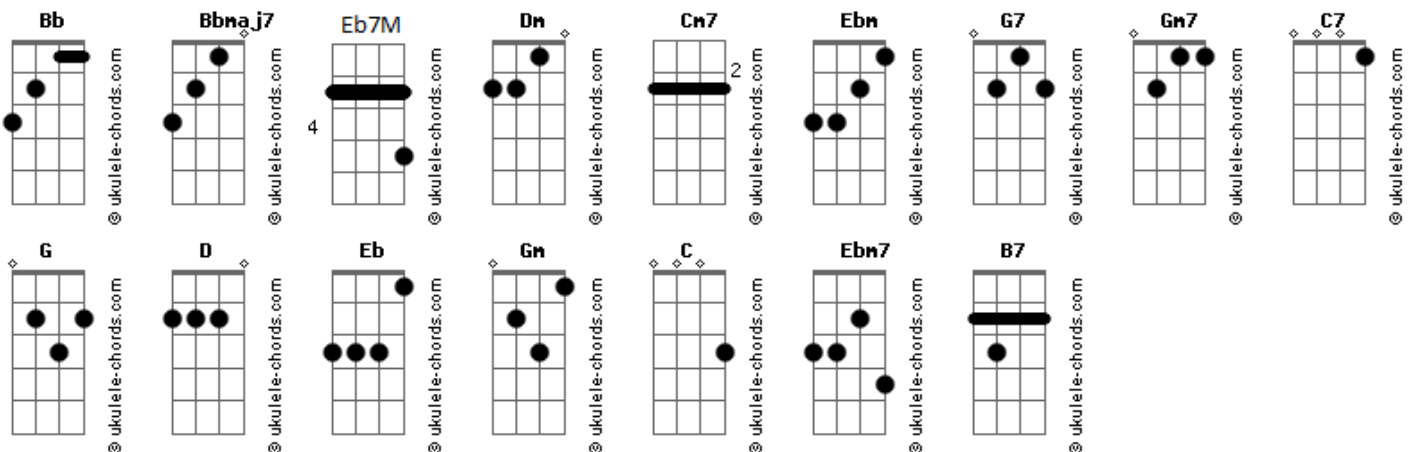 Bb Bbmaj7 Eb7M Dm Cm7 Ebm G7 Gm7 C7
4 2
© ukulele-chords.com © ukulele-chords.com © ukulele-chords.com © ukulele-chords.com © ukulele-chords.com © ukulele-chords.com © ukulele-chords.com © ukulele-chords.com © ukulele-chords.com
G D Eb Gm C Ebm7 B7
© ukulele-chords.com © ukulele-chords.com © ukulele-chords.com © ukulele-chords.com © ukulele-chords.com © ukulele-chords.com © ukulele-chords.com